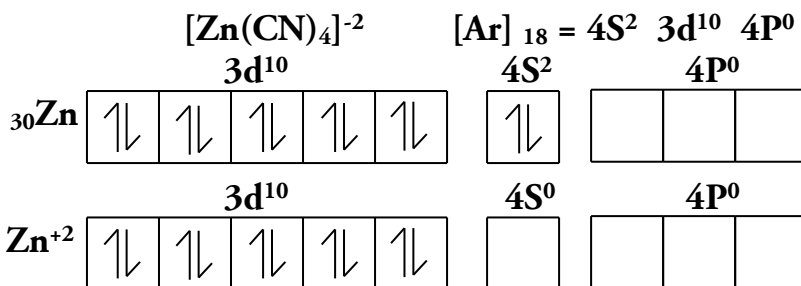 [Zn(CN)₄]⁻² [Ar] ₁₈ = 4S² 3d¹⁰ 4P⁰
3d¹⁰ 4S² 4P⁰
₃₀Zn
3d¹⁰ 4S⁰ 4P⁰
Zn⁺²